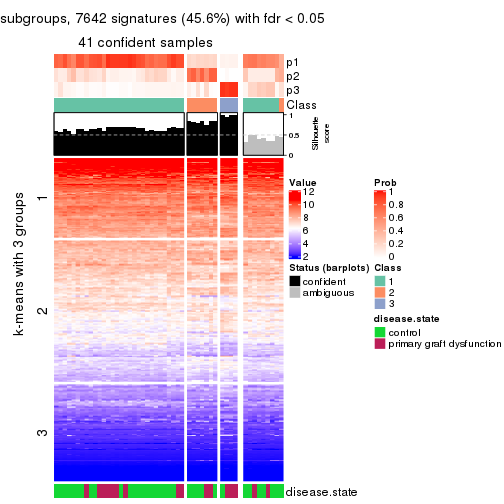 subgroups, 7642 signatures (45.6%) with fdr < 0.05
41 confident samples
p1
p2
p3
Class
1
0.5
0
Silhouette
score
k-means with 3 groups
1
2
3
Value
12
10
8
6
4
2
Prob
1
0.8
0.6
0.4
0.2
0
Status (barplots)
confident
ambiguous
Class
1
2
3
disease.state
control
primary graft dysfunction
disease.state